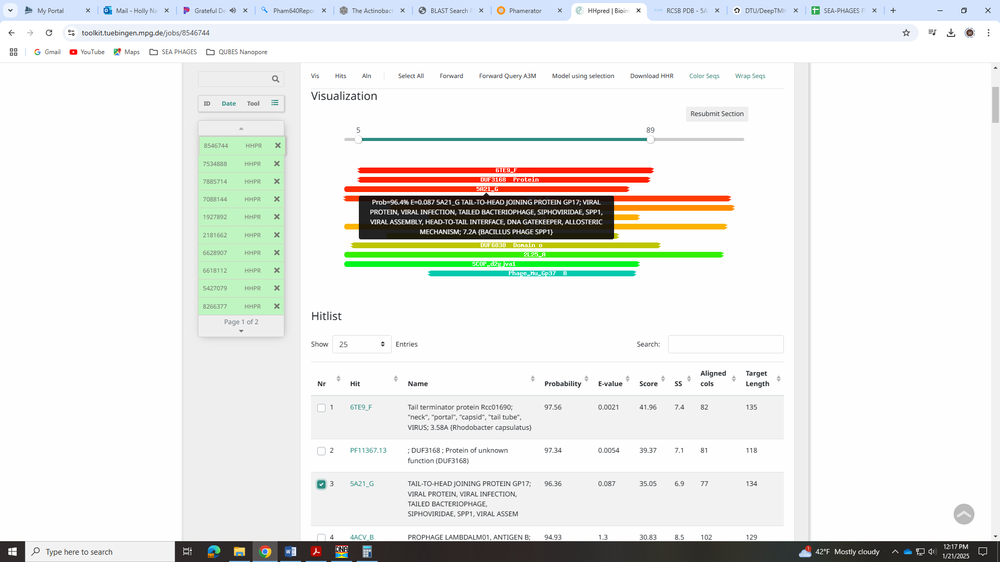 My Portal
Mail - Holly Na
Grateful De
Pham640Repor
The Actinobact
BLAST Search R
Phamerator
HHpred | Bioin
RCSB PDB - 5A
DTU/DeepTMH
SEA-PHAGES F
toolkit.tuebingen.mpg.de/jobs/8546744
H
Gmail
YouTube
Maps
SEA PHAGES
QUBES Nanopore
Vis Hits Aln Select All Forward Forward Query A3M Model using selection Download HHR Color Seqs Wrap Seqs
ID Date Tool
8546744 HHPR
7534888 HHPR
7885714 HHPR
7088144 HHPR
1927892 HHPR
2181662 HHPR
6628907 HHPR
6618112 HHPR
5427079 HHPR
8266377 HHPR
Page 1 of 2
Visualization
Resubmit Section
5 89
6TE9_F
DUF3168 Protein
5A21_G
Prob=96.4% E=0.087 5A21_G TAIL-TO-HEAD JOINING PROTEIN GP17; VIRAL
PROTEIN, VIRAL INFECTION, TAILED BACTERIOPHAGE, SIPHOVIRIDAE, SPP1,
VIRAL ASSEMBLY, HEAD-TO-TAIL INTERFACE, DNA GATEKEEPER, ALLOSTERIC
MECHANISM; 7.2A {BACILLUS PHAGE SPP1}
DUF6838 Domain o
2L25_A
SCOP_d2gjva1
Phage_Mu_Gp37 B
Hitlist
Show 25 Entries Search:
Nr Hit Name Probability E-value Score SS Aligned cols Target Length
1 6TE9_F Tail terminator protein Rcc01690; 97.56 0.0021 41.96 7.4 82 135
"neck", "portal", "capsid", "tail tube",
VIRUS; 3.58A {Rhodobacter capsulatus}
2 PF11367.13 ; DUF3168 ; Protein of unknown 97.34 0.0054 39.37 7.1 81 118
function (DUF3168)
3 5A21_G TAIL-TO-HEAD JOINING PROTEIN GP17; 96.36 0.087 35.05 6.9 77 134
VIRAL PROTEIN, VIRAL INFECTION,
TAILED BACTERIOPHAGE,
SIPHOVIRIDAE, SPP1, VIRAL ASSEM
4 4ACV_B PROPHAGE LAMBDALM01, ANTIGEN B; 94.93 1.3 30.83 8.5 102 129
Type here to search
DNA
1
42°F Mostly cloudy
12:17 PM
1/21/2025